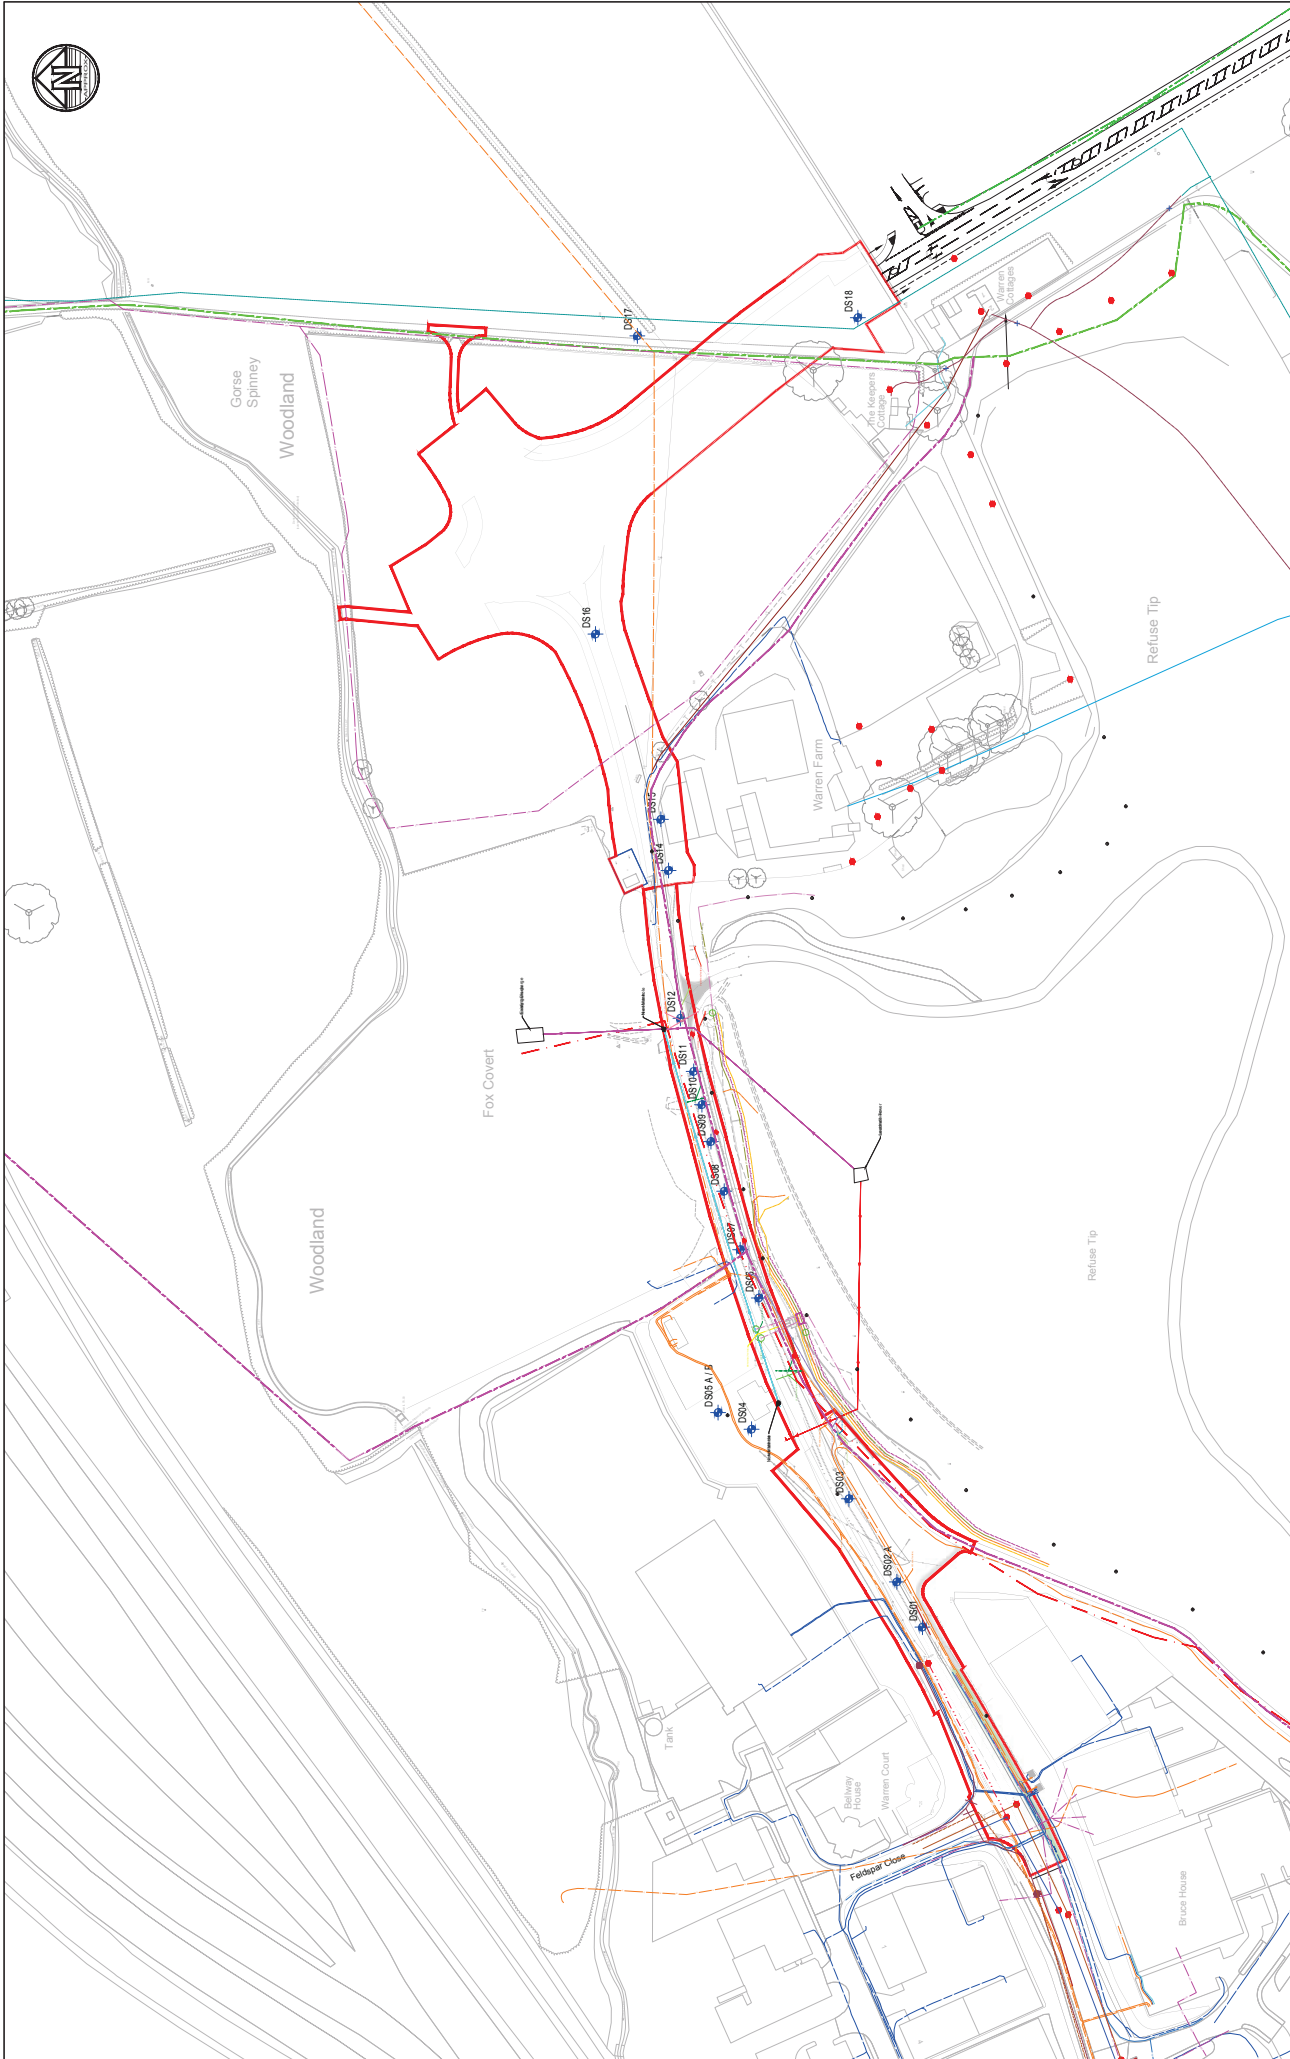 N
APPROX
Gorse
Spinney
Woodland
DS17
DS18
Warren
Cottages
The Keepers
Cottage
DS16
Refuse Tip
Warren Farm
DS15
DS14
DS12
Fox Covert
DS11
DS10
DS09
DS08
Woodland
DS07
Refuse Tip
DS06
DS05 A / B
DS04
DS03
DS02 A
DS01
Tank
Bellway
House
Warren Court
Feldspar Close
Bruce House